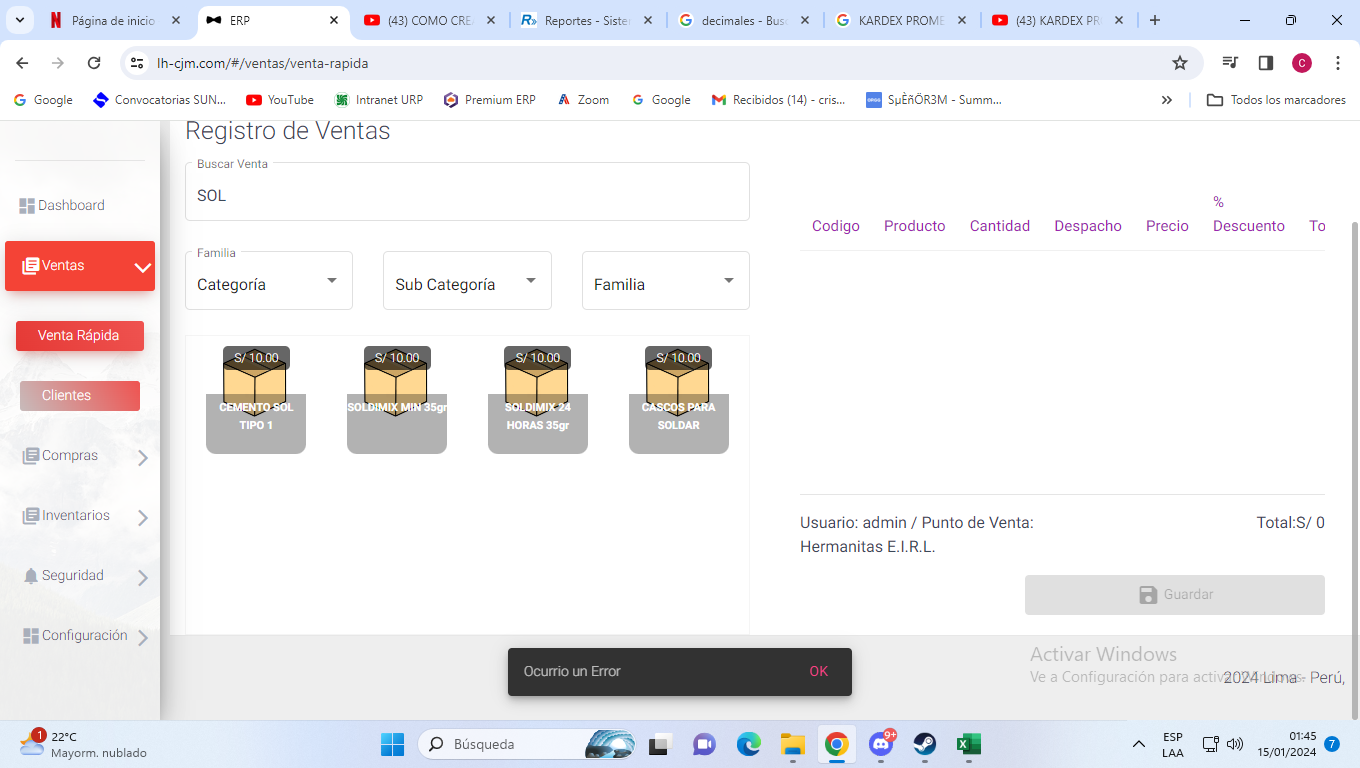 Página de inicio
ERP
(43) COMO CREA
Reportes - Siste
decimales - Bus
KARDEX PROME
(43) KARDEX PR
lh-cjm.com/#/ventas/venta-rapida
C
Google
Convocatorias SUN...
YouTube
Intranet URP
Premium ERP
Zoom
Google
Recibidos (14) - cris...
SµÈñÖR3M - Summ...
Todos los marcadores
Registro de Ventas
Buscar Venta
SOL
Dashboard
Ventas
Venta Rápida
Clientes
Compras
Inventarios
Seguridad
Configuración
Familia
Categoría
Sub Categoría
Familia
S/ 10.00
CEMENTO SOL
TIPO 1
S/ 10.00
SOLDIMIX MIN 35gr
S/ 10.00
SOLDIMIX 24
HORAS 35gr
S/ 10.00
CASCOS PARA
SOLDAR
%
Codigo Producto Cantidad Despacho Precio Descuento To
Usuario: admin / Punto de Venta:
Hermanitas E.I.R.L.
Total:S/ 0
Guardar
Ocurrio un Error OK
Activar Windows
Ve a Configuración para activar Windows.
2024 Lima - Perú,
1
22°C
Mayorm. nublado
Búsqueda
9+
ESP
LAA
01:45
15/01/2024
7